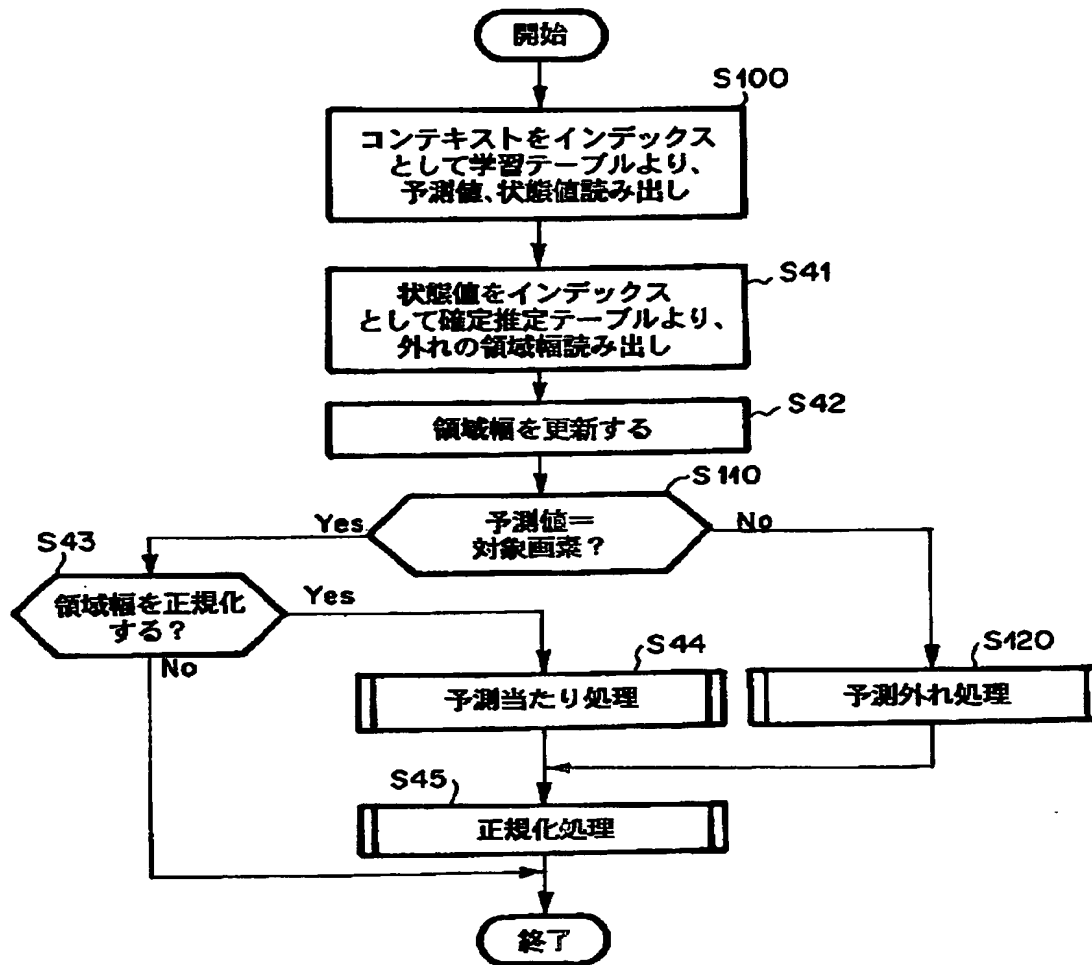 開始
S100
コンテキストをインデックス
として学習テーブルより、
予測値、状態値読み出し
S41
状態値をインデックス
として確定推定テーブルより、
外れの領域幅読み出し
S42
領域幅を更新する
S110
予測値＝
対象画素？
Yes
No
S43
領域幅を正規化
する？
Yes
No
S44
予測当たり処理
S120
予測外れ処理
S45
正規化処理
終了